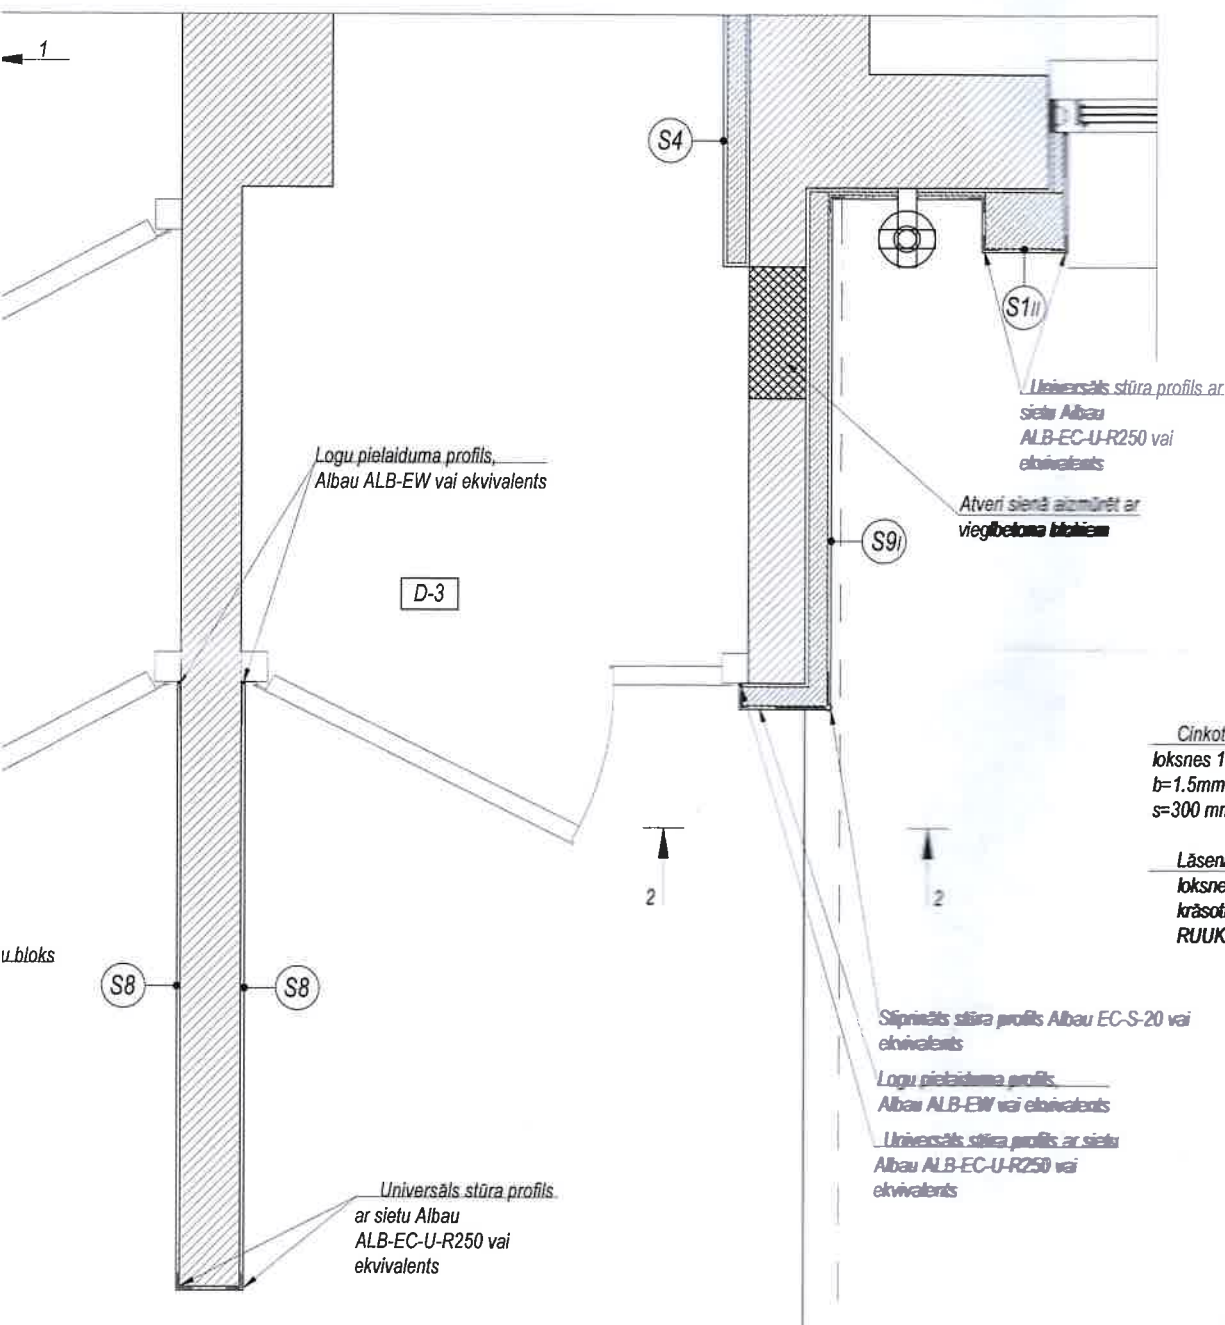 1
S4
S1II
Universāls stūra profils ar
sietu Albau
ALB-EC-U-R250 vai
ekvivalents
Logu pielaiduma profils,
Albau ALB-EW vai ekvivalents
Atveri sienā aizmūrēt ar
vieglbetona blokiem
S9I
D-3
Cinkot
loksnes 1
b=1.5mm
s=300 mm
2
2
Lāsen
loksne
krāsot
RUUK
u bloks
S8
S8
Stiprināts stūra profils Albau EC-S-20 vai
ekvivalents
Logu pielaiduma profils,
Albau ALB-EW vai ekvivalents
Universāls stūra profils ar sietu
Albau ALB-EC-U-R250 vai
ekvivalents
Universāls stūra profils
ar sietu Albau
ALB-EC-U-R250 vai
ekvivalents